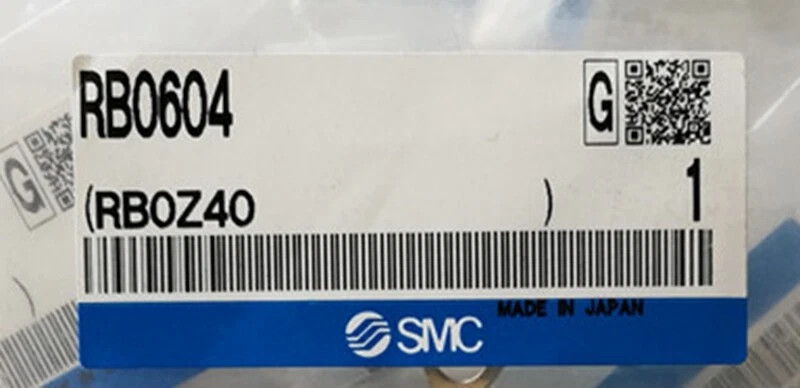 RB0604 G
(RB0Z40 ) 1
MADE IN JAPAN
SMC
G